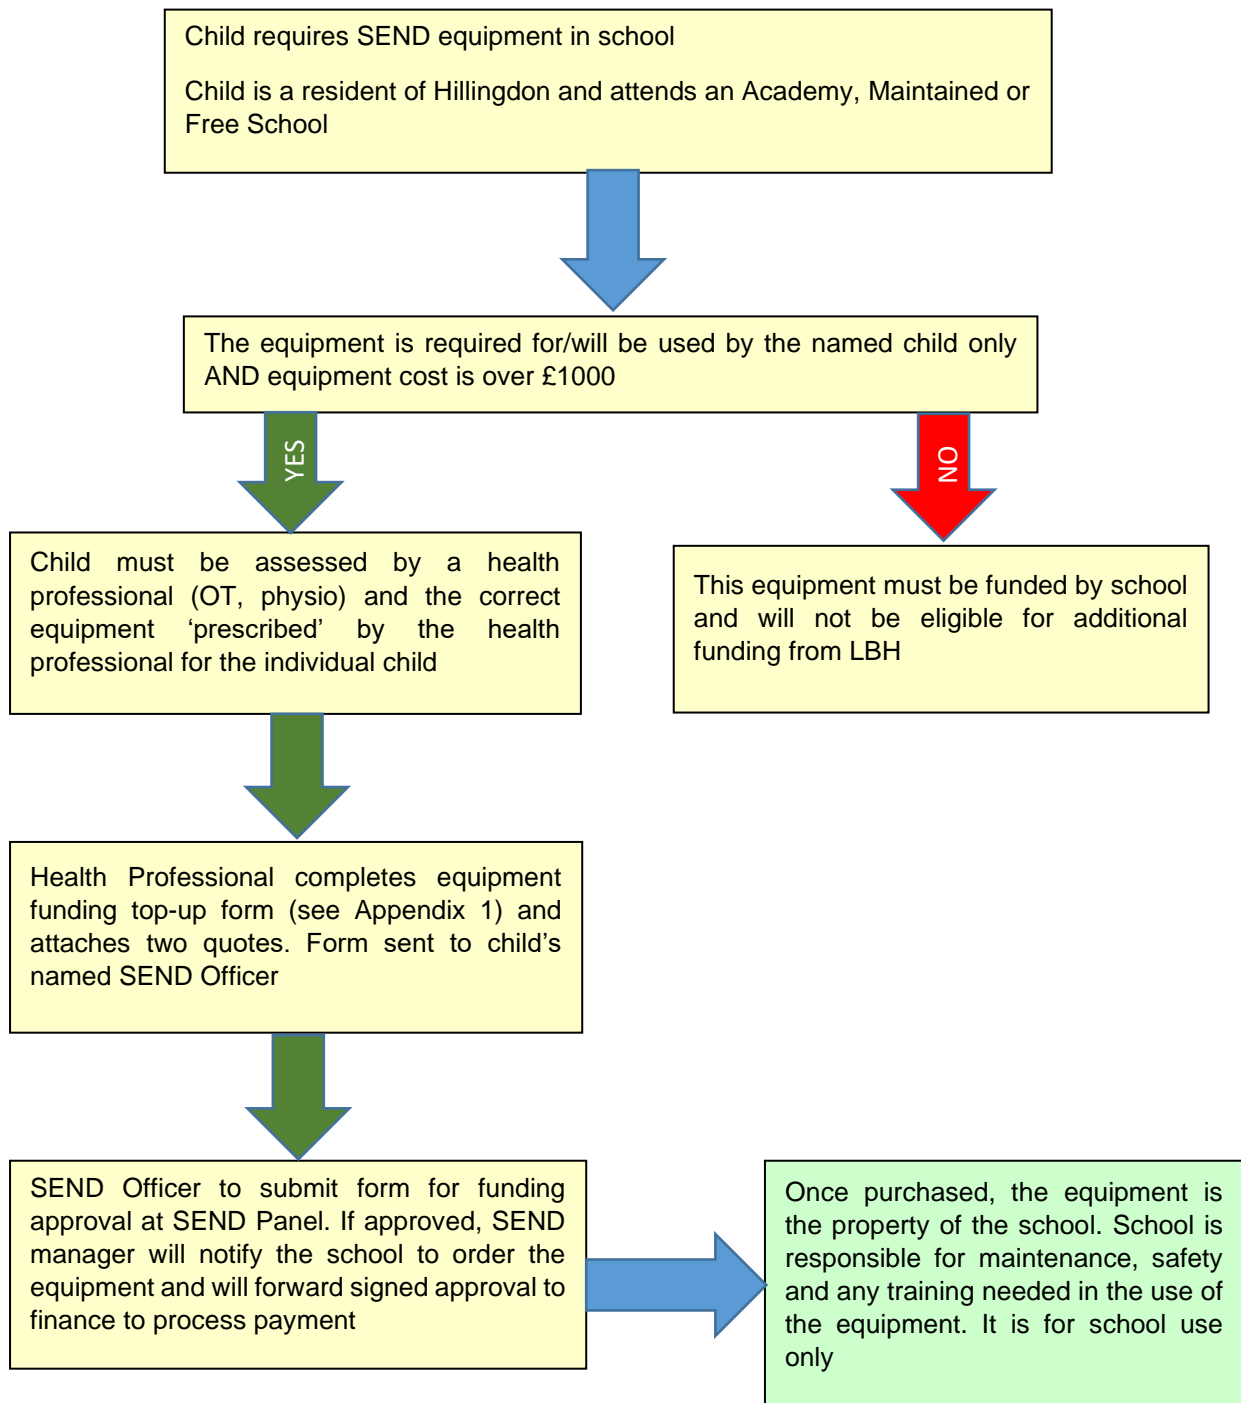 Child requires SEND equipment in school
Child is a resident of Hillingdon and attends an Academy, Maintained or
Free School
The equipment is required for/will be used by the named child only
AND equipment cost is over £1000
YES
NO
Child must be assessed by a health
professional (OT, physio) and the correct
equipment ‘prescribed’ by the health
professional for the individual child
This equipment must be funded by school
and will not be eligible for additional
funding from LBH
Health Professional completes equipment
funding top-up form (see Appendix 1) and
attaches two quotes. Form sent to child’s
named SEND Officer
SEND Officer to submit form for funding
approval at SEND Panel. If approved, SEND
manager will notify the school to order the
equipment and will forward signed approval to
finance to process payment
Once purchased, the equipment is
the property of the school. School is
responsible for maintenance, safety
and any training needed in the use of
the equipment. It is for school use
only